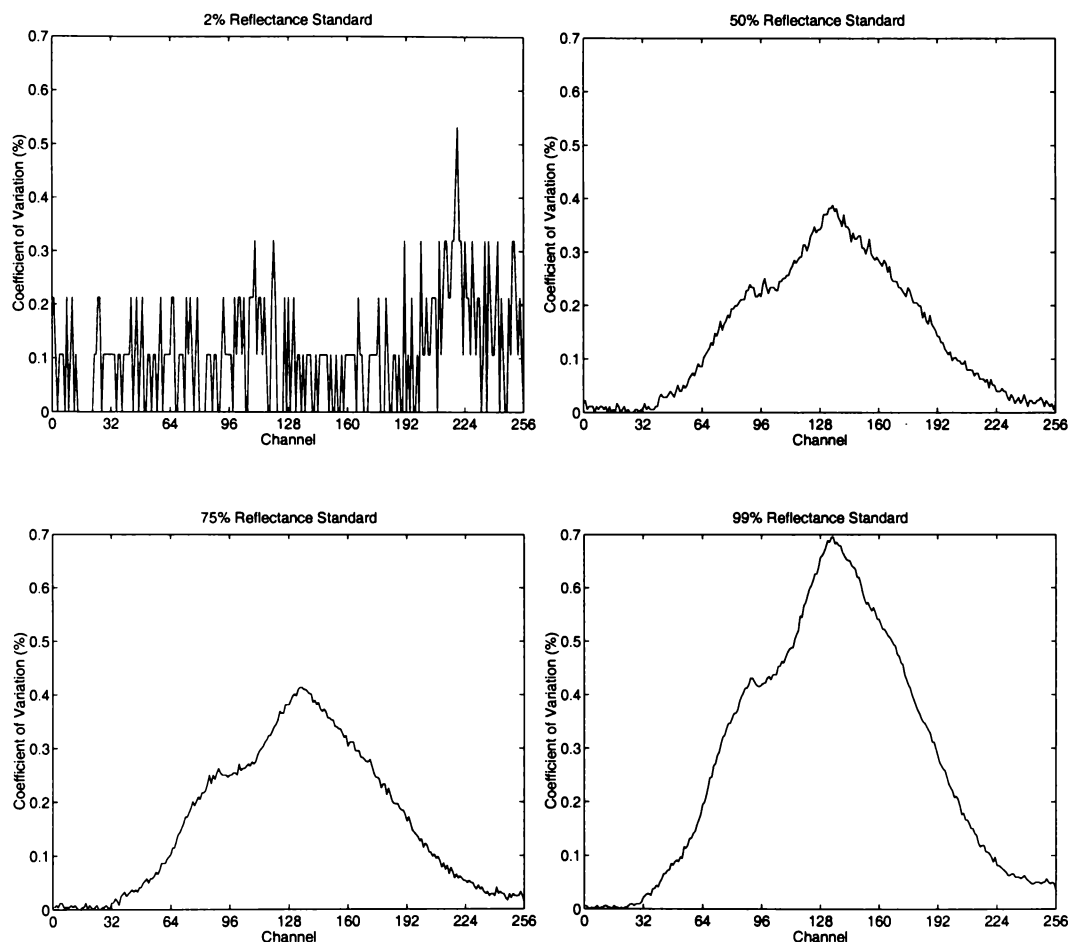 2% Reflectance Standard
0.7
0.6
0.5
0.4
0.3
0.2
0.1
0
Coefficient of Variation (%)
0 32 64 96 128 160 192 224 256
Channel
50% Reflectance Standard
0.7
0.6
0.5
0.4
0.3
0.2
0.1
0
Coefficient of Variation (%)
0 32 64 96 128 160 192 224 256
Channel
75% Reflectance Standard
0.7
0.6
0.5
0.4
0.3
0.2
0.1
0
Coefficient of Variation (%)
0 32 64 96 128 160 192 224 256
Channel
99% Reflectance Standard
0.7
0.6
0.5
0.4
0.3
0.2
0.1
0
Coefficient of Variation (%)
0 32 64 96 128 160 192 224 256
Channel